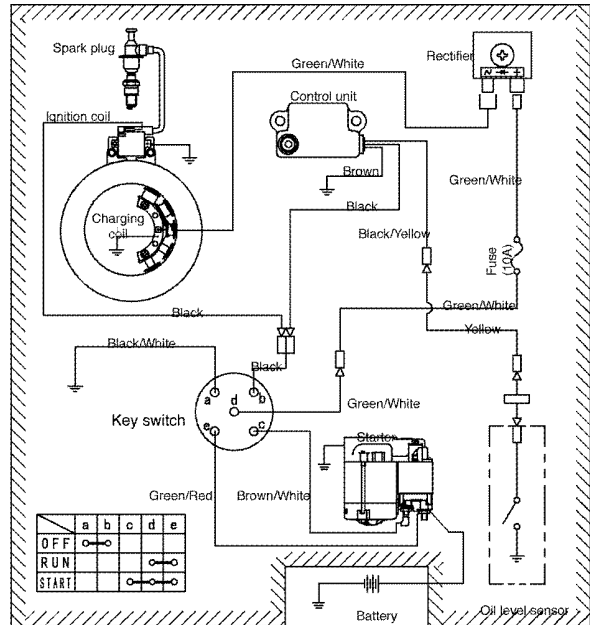 Spark plug
Rectifier
Green/White
Control unit
Ignition coil
Brown
Green/White
Black
Charging
coil
Black/Yellow
Fuse
(10A)
Green/White
Black
Yellow
Black/White
Black
a
b
d
Green/White
Key switch
e
c
Starter
Green/Red
Brown/White
a b c d e
OFF
RUN
START
Battery
Oil level sensor